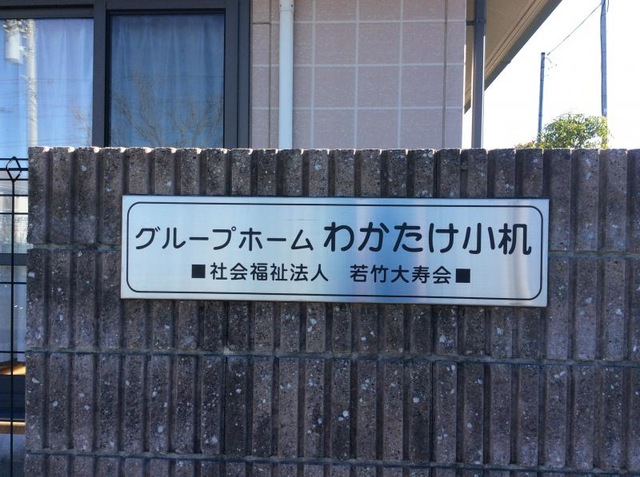 グループホーム わかたけ小机
■社会福祉法人 若竹大寿会■